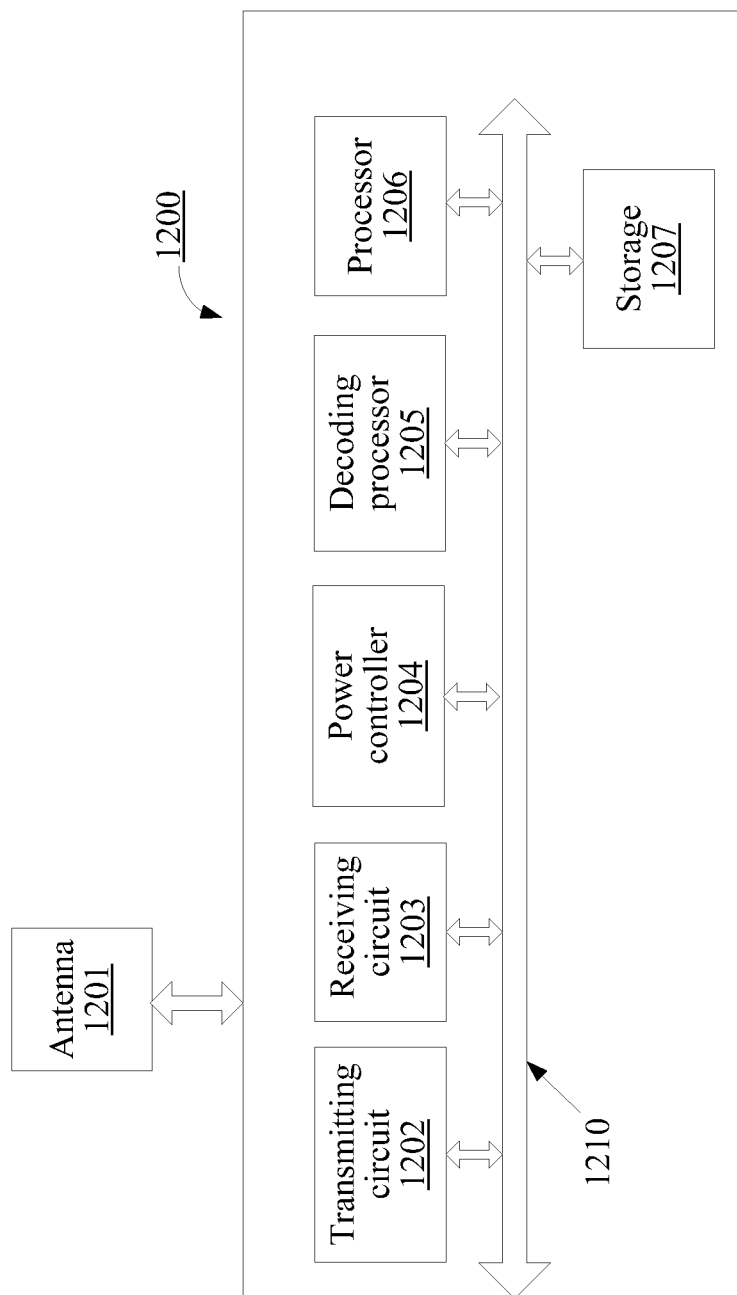 1200
Antenna
1201
Transmitting
circuit
1202
Receiving
circuit
1203
Power
controller
1204
Decoding
processor
1205
Processor
1206
1210
Storage
1207